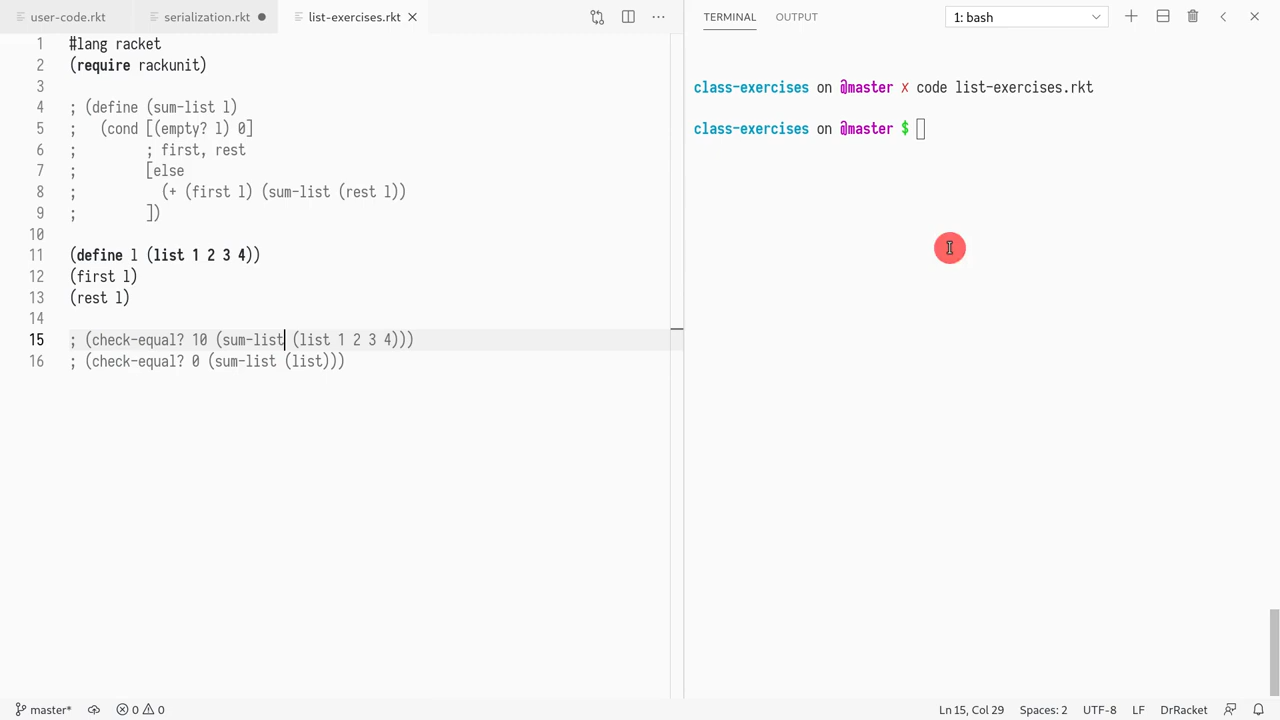 user-code.rkt serialization.rkt list-exercises.rkt
1 #lang racket
2 (require rackunit)
3
4 ; (define (sum-list l)
5 ;   (cond [(empty? l) 0]
6 ;         ; first, rest
7 ;         [else
8 ;           (+ (first l) (sum-list (rest l))
9 ;         ])
10
11 (define l (list 1 2 3 4))
12 (first l)
13 (rest l)
14
15 ; (check-equal? 10 (sum-list (list 1 2 3 4)))
16 ; (check-equal? 0 (sum-list (list)))
TERMINAL OUTPUT 1: bash
class-exercises on @master ✗ code list-exercises.rkt
class-exercises on @master $
master* 0 0 Ln 15, Col 29 Spaces: 2 UTF-8 LF DrRacket